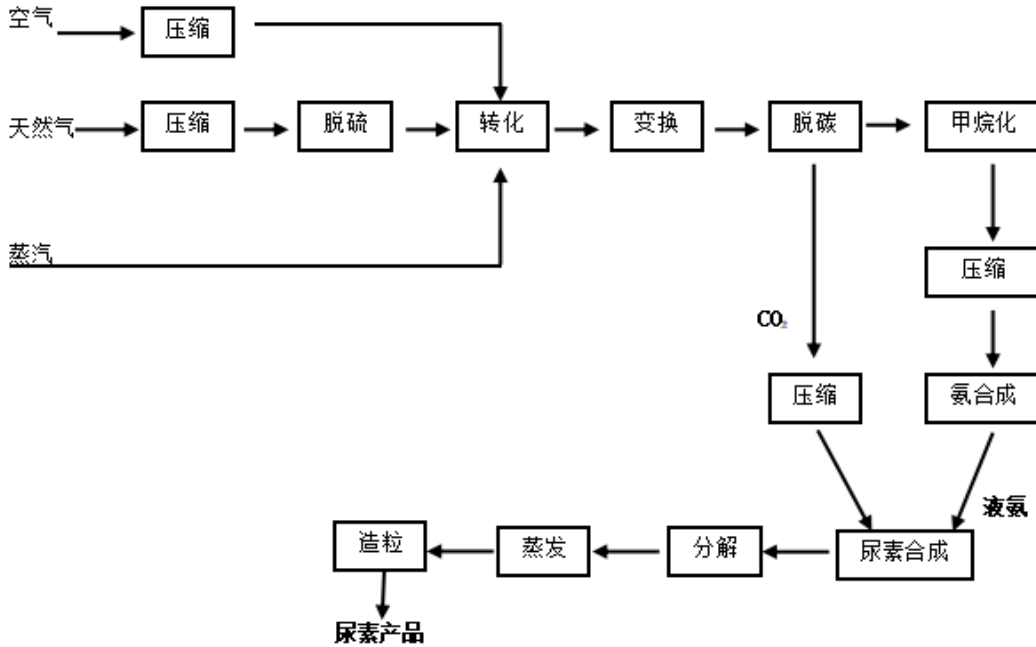 空气
压缩
天然气
压缩
脱硫
转化
变换
脱碳
甲烷化
蒸汽
压缩
CO₂
压缩
氨合成
液氨
造粒
蒸发
分解
尿素合成
尿素产品